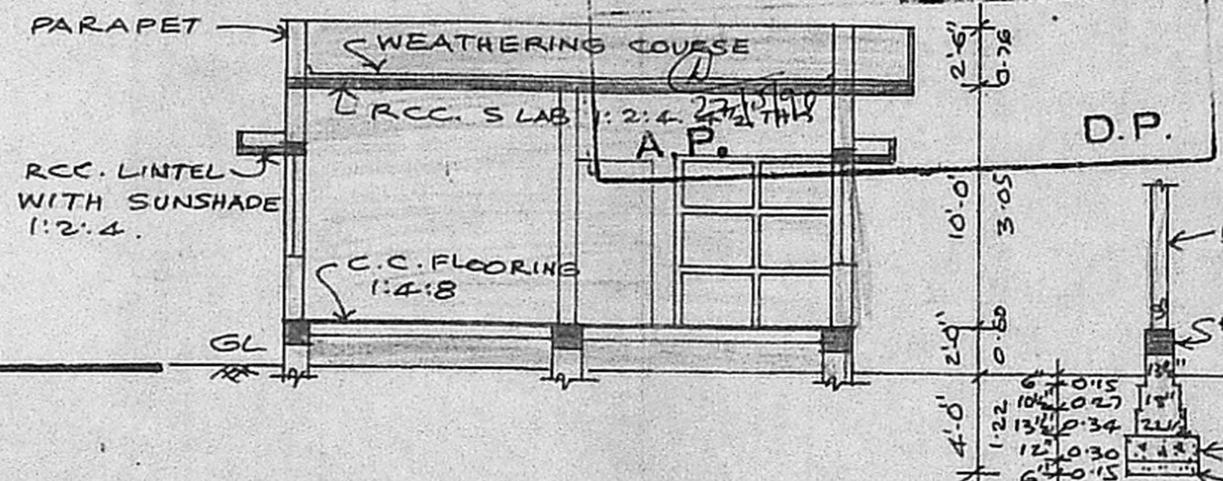 PARAPET
WEATHERING COURSE
RCC. SLAB 1:2:4.
A.P.
D.P.
RCC. LINTEL
WITH SUNSHADE
1:2:4.
C.C. FLOORING
1:4:8
GL
2'-6"
0.76
10'-0"
3.05
2'-0"
0.60
4'-0"
1.22
6" 0.15
10½" 0.27
13½" 0.34
12" 0.30
6" 0.15
13½"
18"